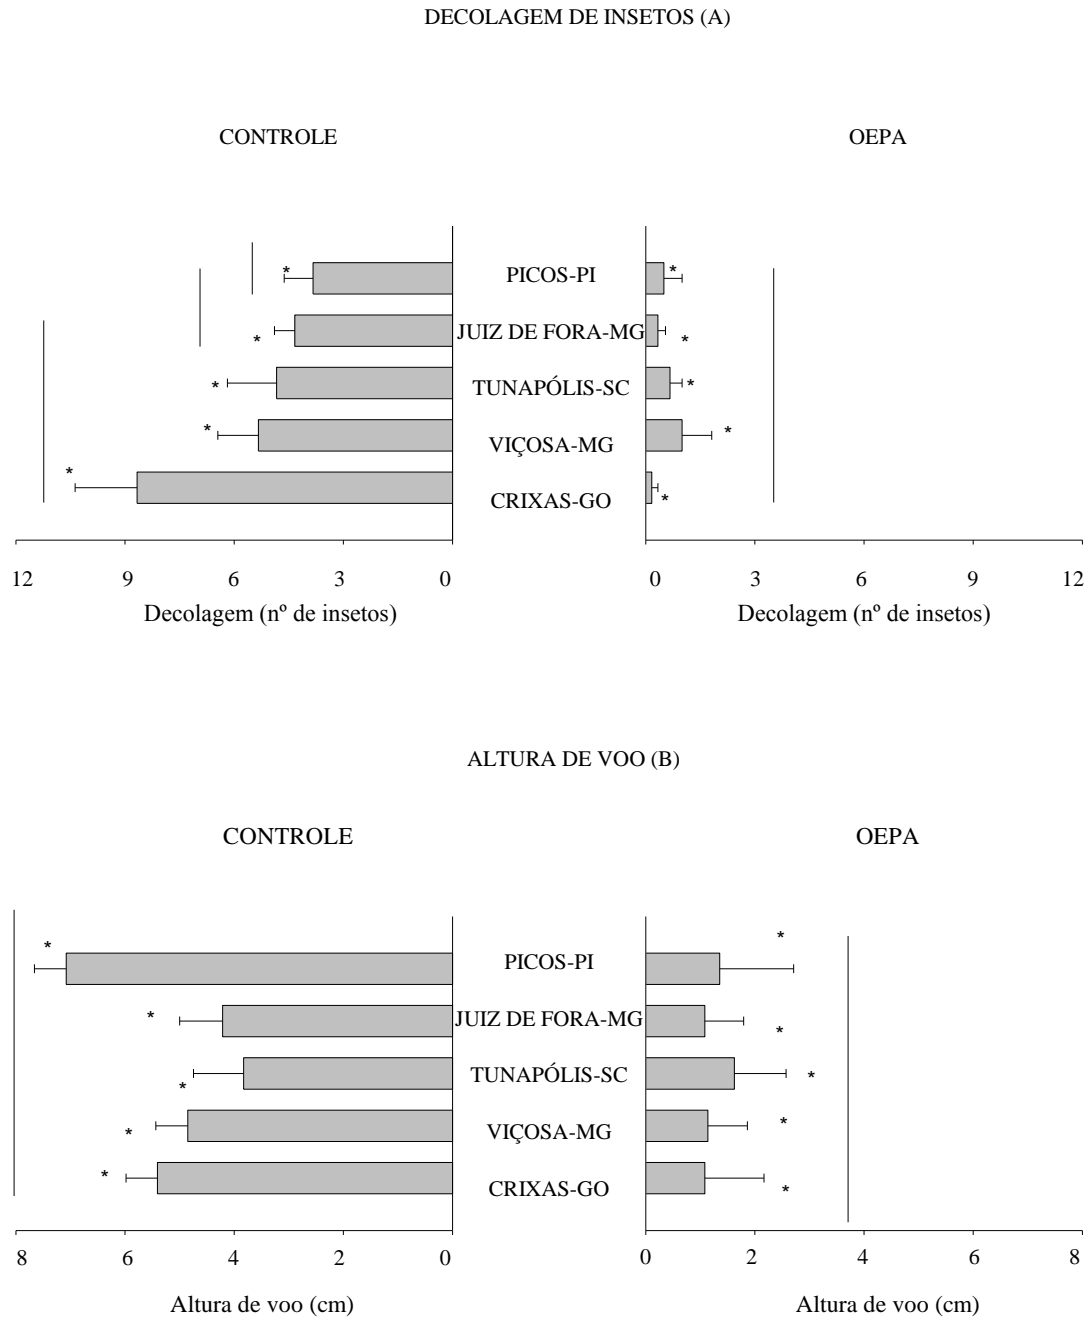 DECOLAGEM DE INSETOS (A)
CONTROLE
OEPA
* PICOS-PI *
* JUIZ DE FORA-MG *
* TUNAPÓLIS-SC *
* VIÇOSA-MG *
* CRIXAS-GO *
12 9 6 3 0
0 3 6 9 12
Decolagem (nº de insetos)
Decolagem (nº de insetos)
ALTURA DE VOO (B)
CONTROLE
OEPA
* PICOS-PI *
* JUIZ DE FORA-MG *
* TUNAPÓLIS-SC *
* VIÇOSA-MG *
* CRIXAS-GO *
8 6 4 2 0
0 2 4 6 8
Altura de voo (cm)
Altura de voo (cm)